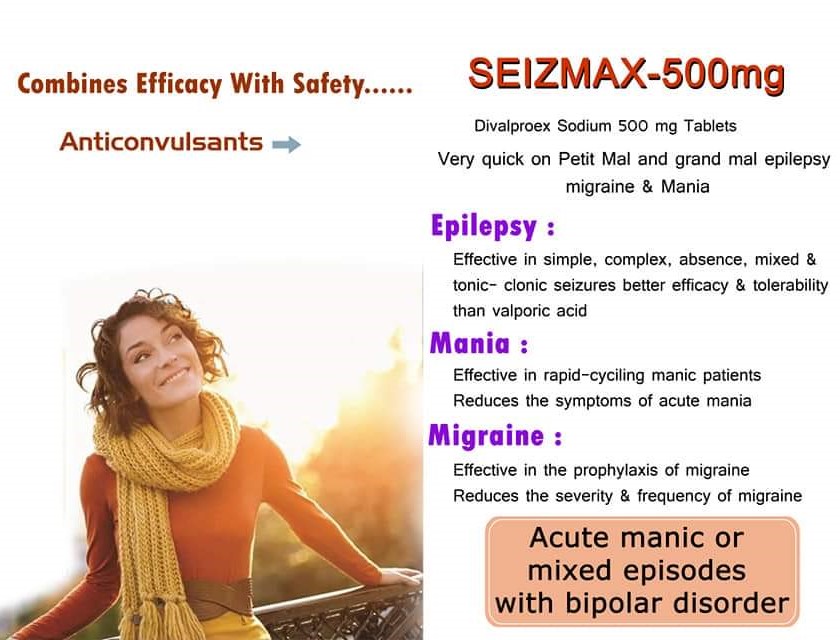 Combines Efficacy With Safety......
Anticonvulsants
SEIZMAX-500mg
Divalproex Sodium 500 mg Tablets
Very quick on Petit Mal and grand mal epilepsy
migraine & Mania
Epilepsy :
Effective in simple, complex, absence, mixed &
tonic- clonic seizures better efficacy & tolerability
than valporic acid
Mania :
Effective in rapid-cyciling manic patients
Reduces the symptoms of acute mania
Migraine :
Effective in the prophylaxis of migraine
Reduces the severity & frequency of migraine
Acute manic or
mixed episodes
with bipolar disorder